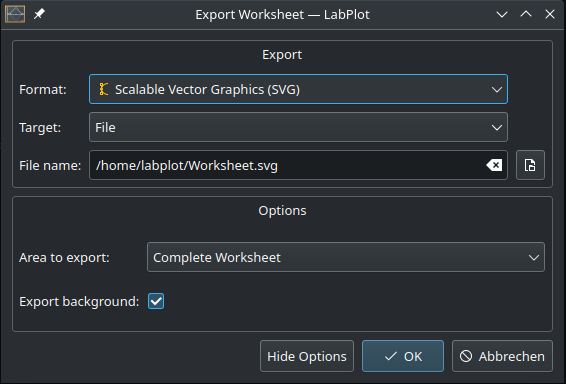 Export Worksheet — LabPlot
Export
Format: Scalable Vector Graphics (SVG)
Target: File
File name: /home/labplot/Worksheet.svg
Options
Area to export: Complete Worksheet
Export background:
Hide Options OK Abbrechen